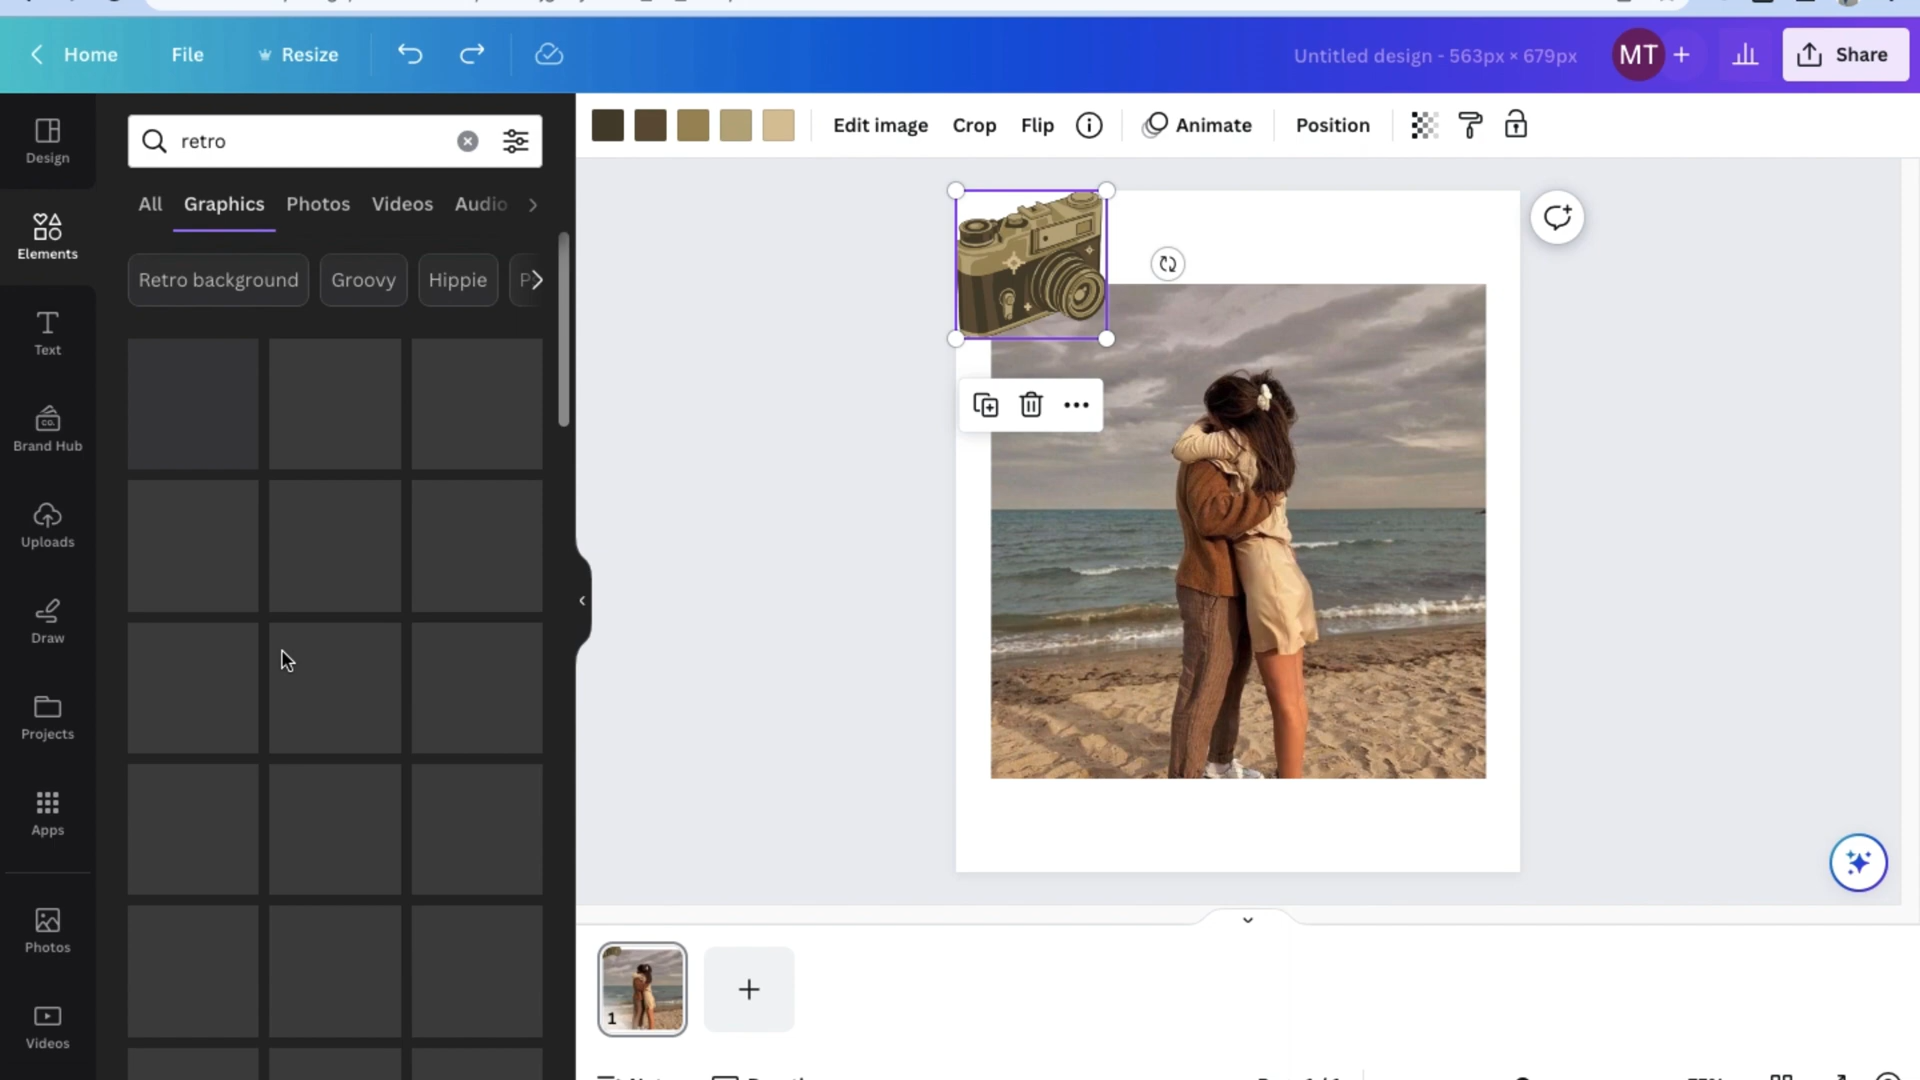 Home File Resize Untitled design - 563px × 679px MT + Share
Design
Elements
Text
Brand Hub
CO.
Uploads
Draw
Projects
Apps
Photos
Videos
retro
All Graphics Photos Videos Audio
Retro background Groovy Hippie P
Edit image Crop Flip Animate Position
1